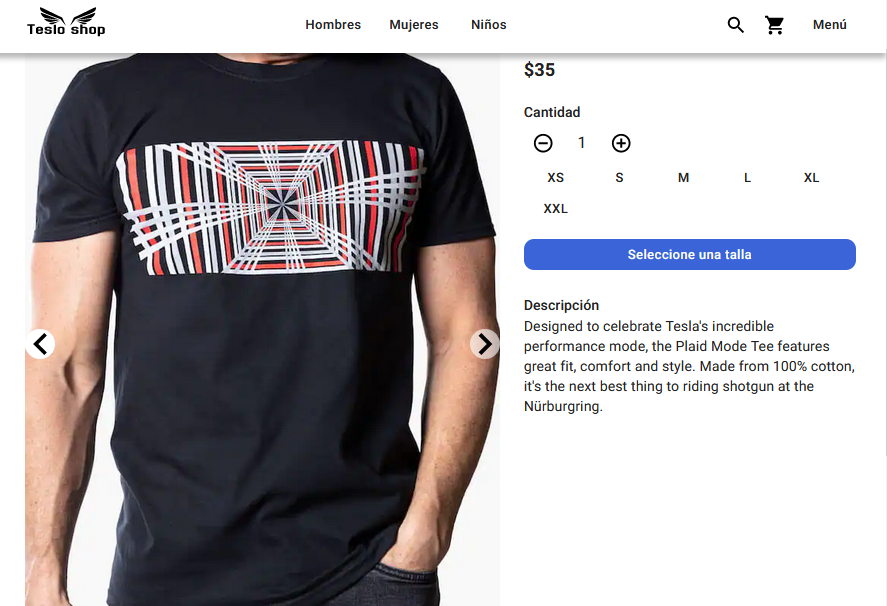 Teslo shop
Hombres Mujeres Niños
Menú
$35
Cantidad
1
XS S M L XL
XXL
Seleccione una talla
Descripción
Designed to celebrate Tesla's incredible
performance mode, the Plaid Mode Tee features
great fit, comfort and style. Made from 100% cotton,
it's the next best thing to riding shotgun at the
Nürburgring.